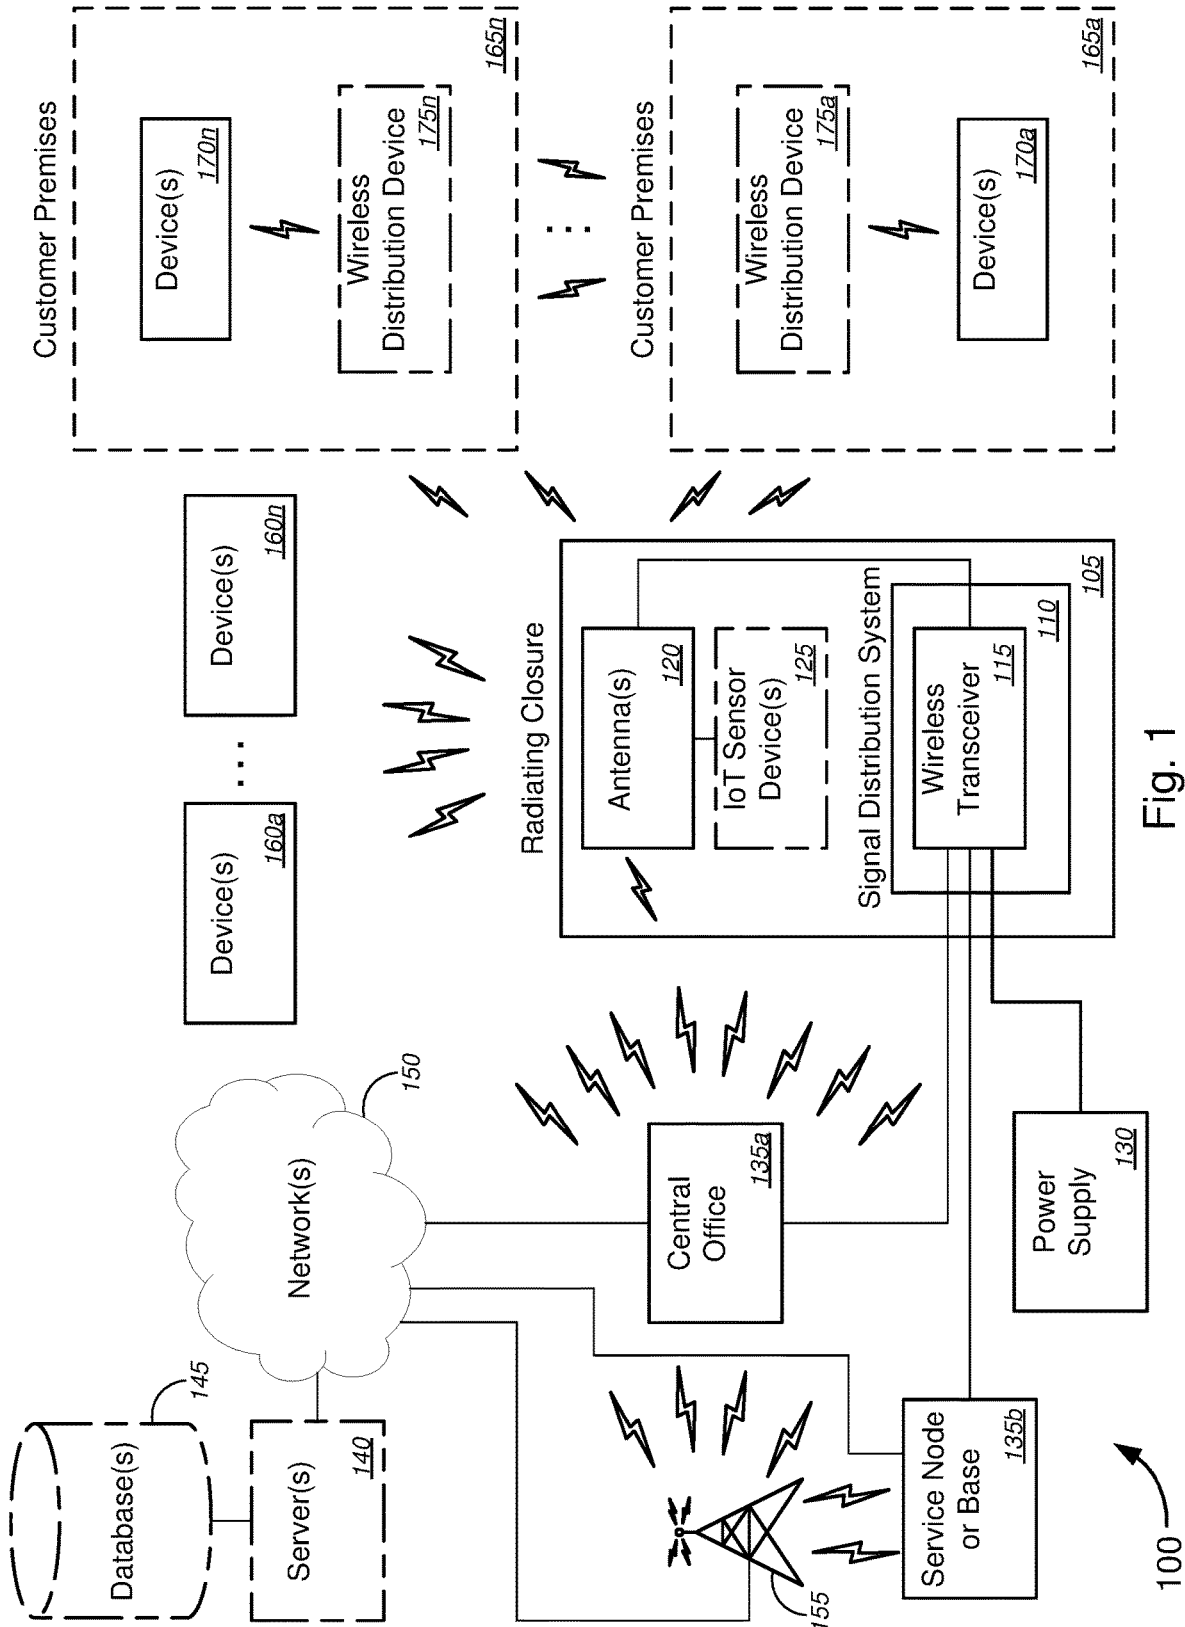 Database(s)
145
Server(s)
140
Network(s)
150
Device(s)
160a
...
Device(s)
160n
Customer Premises
Device(s)
170n
Wireless
Distribution Device
175n
165n
...
Customer Premises
Wireless
Distribution Device
175a
Device(s)
170a
165a
155
Central
Office
135a
Service Node
or Base
135b
Power
Supply
130
Radiating Closure
Antenna(s)
120
IoT Sensor
Device(s)
125
Signal Distribution System
Wireless
Transceiver
115
110
105
100
Fig. 1